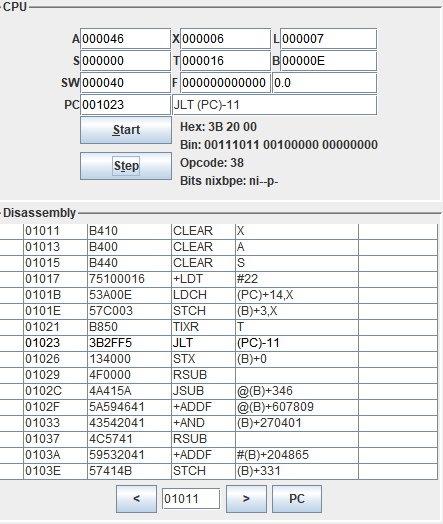 CPU
A 000046 X 000006 L 000007
S 000000 T 000016 B 00000E
SW 000040 F 000000000000 0.0
PC 001023 JLT (PC)-11
Start Hex: 3B 20 00
Bin: 00111011 00100000 00000000
Step Opcode: 38
Bits nixbpe: ni--p-
Disassembly
01011 B410 CLEAR X
01013 B400 CLEAR A
01015 B440 CLEAR S
01017 75100016 +LDT #22
0101B 53A00E LDCH (PC)+14,X
0101E 57C003 STCH (B)+3,X
01021 B850 TIXR T
01023 3B2FF5 JLT (PC)-11
01026 134000 STX (B)+0
01029 4F0000 RSUB
0102C 4A415A JSUB @(B)+346
0102F 5A594641 +ADDF @(B)+607809
01033 43542041 +AND (B)+270401
01037 4C5741 RSUB
0103A 59532041 +ADDF #(B)+204865
0103E 57414B STCH (B)+331
< 01011 > PC